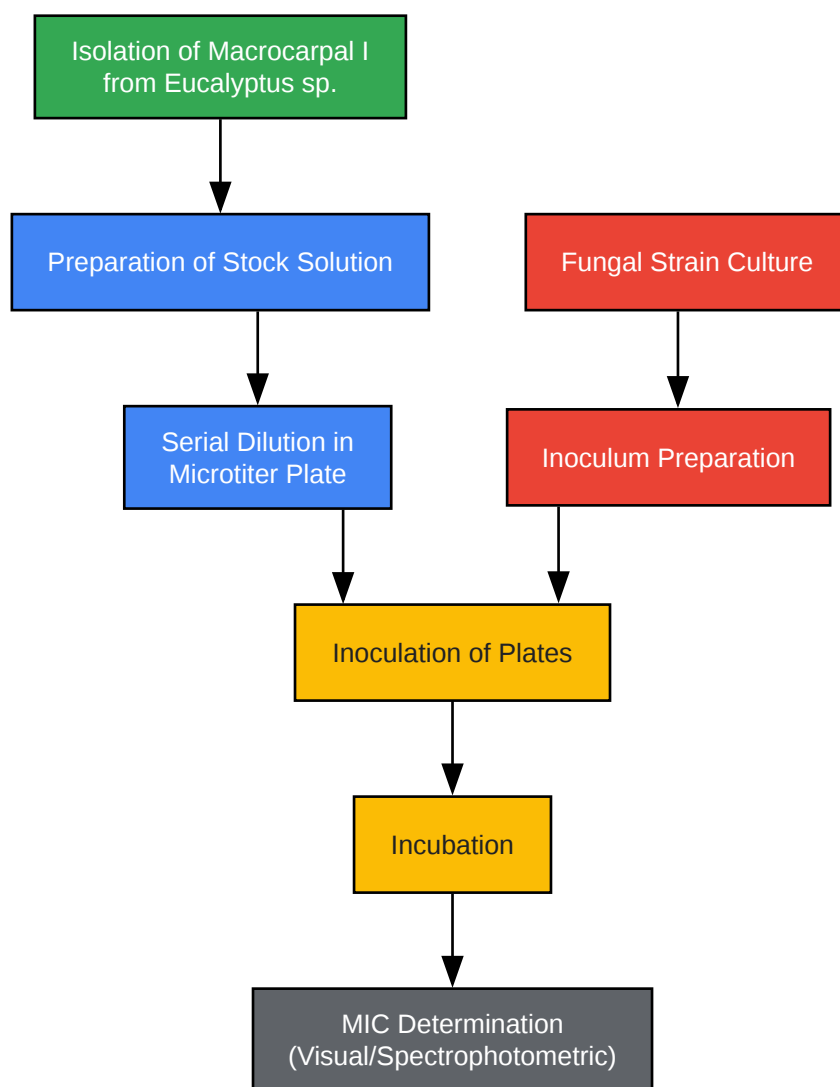 Isolation of Macrocarpal I
from Eucalyptus sp.
Preparation of Stock Solution
Fungal Strain Culture
Serial Dilution in
Microtiter Plate
Inoculum Preparation
Inoculation of Plates
Incubation
MIC Determination
(Visual/Spectrophotometric)